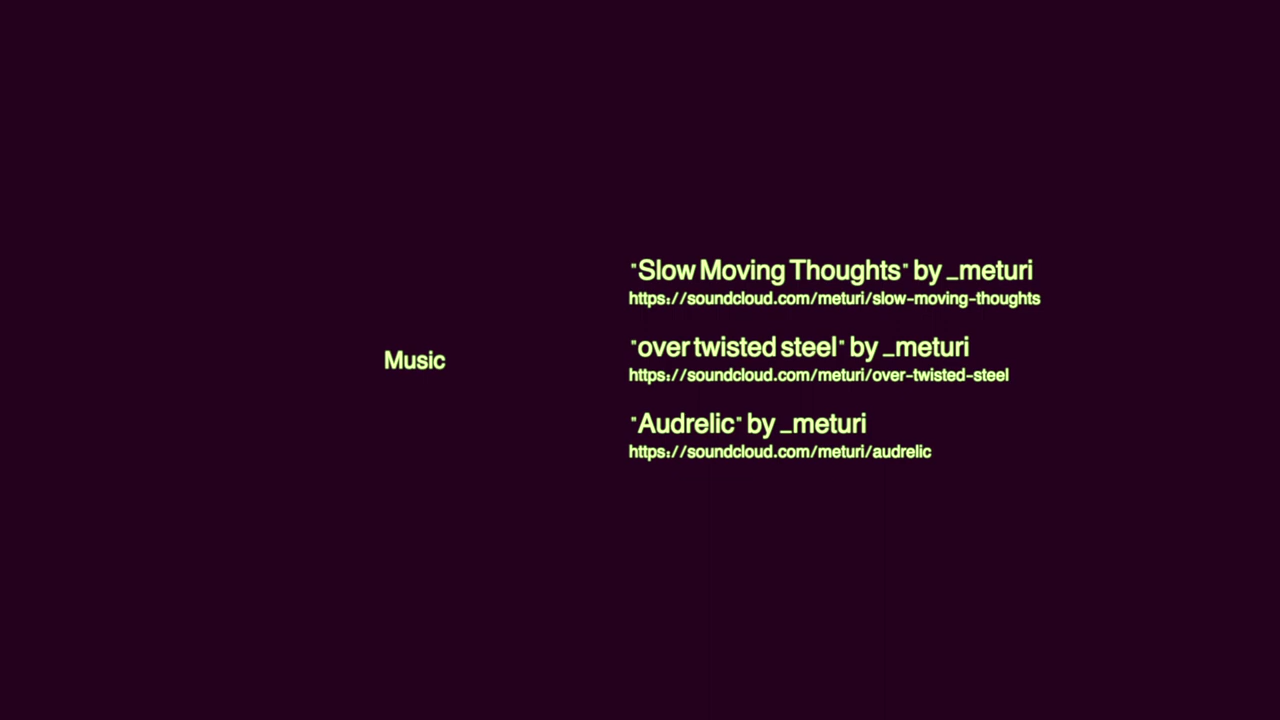 Music
"Slow Moving Thoughts" by _meturi
https://soundcloud.com/meturi/slow-moving-thoughts
"over twisted steel" by _meturi
https://soundcloud.com/meturi/over-twisted-steel
"Audrelic" by _meturi
https://soundcloud.com/meturi/audrelic